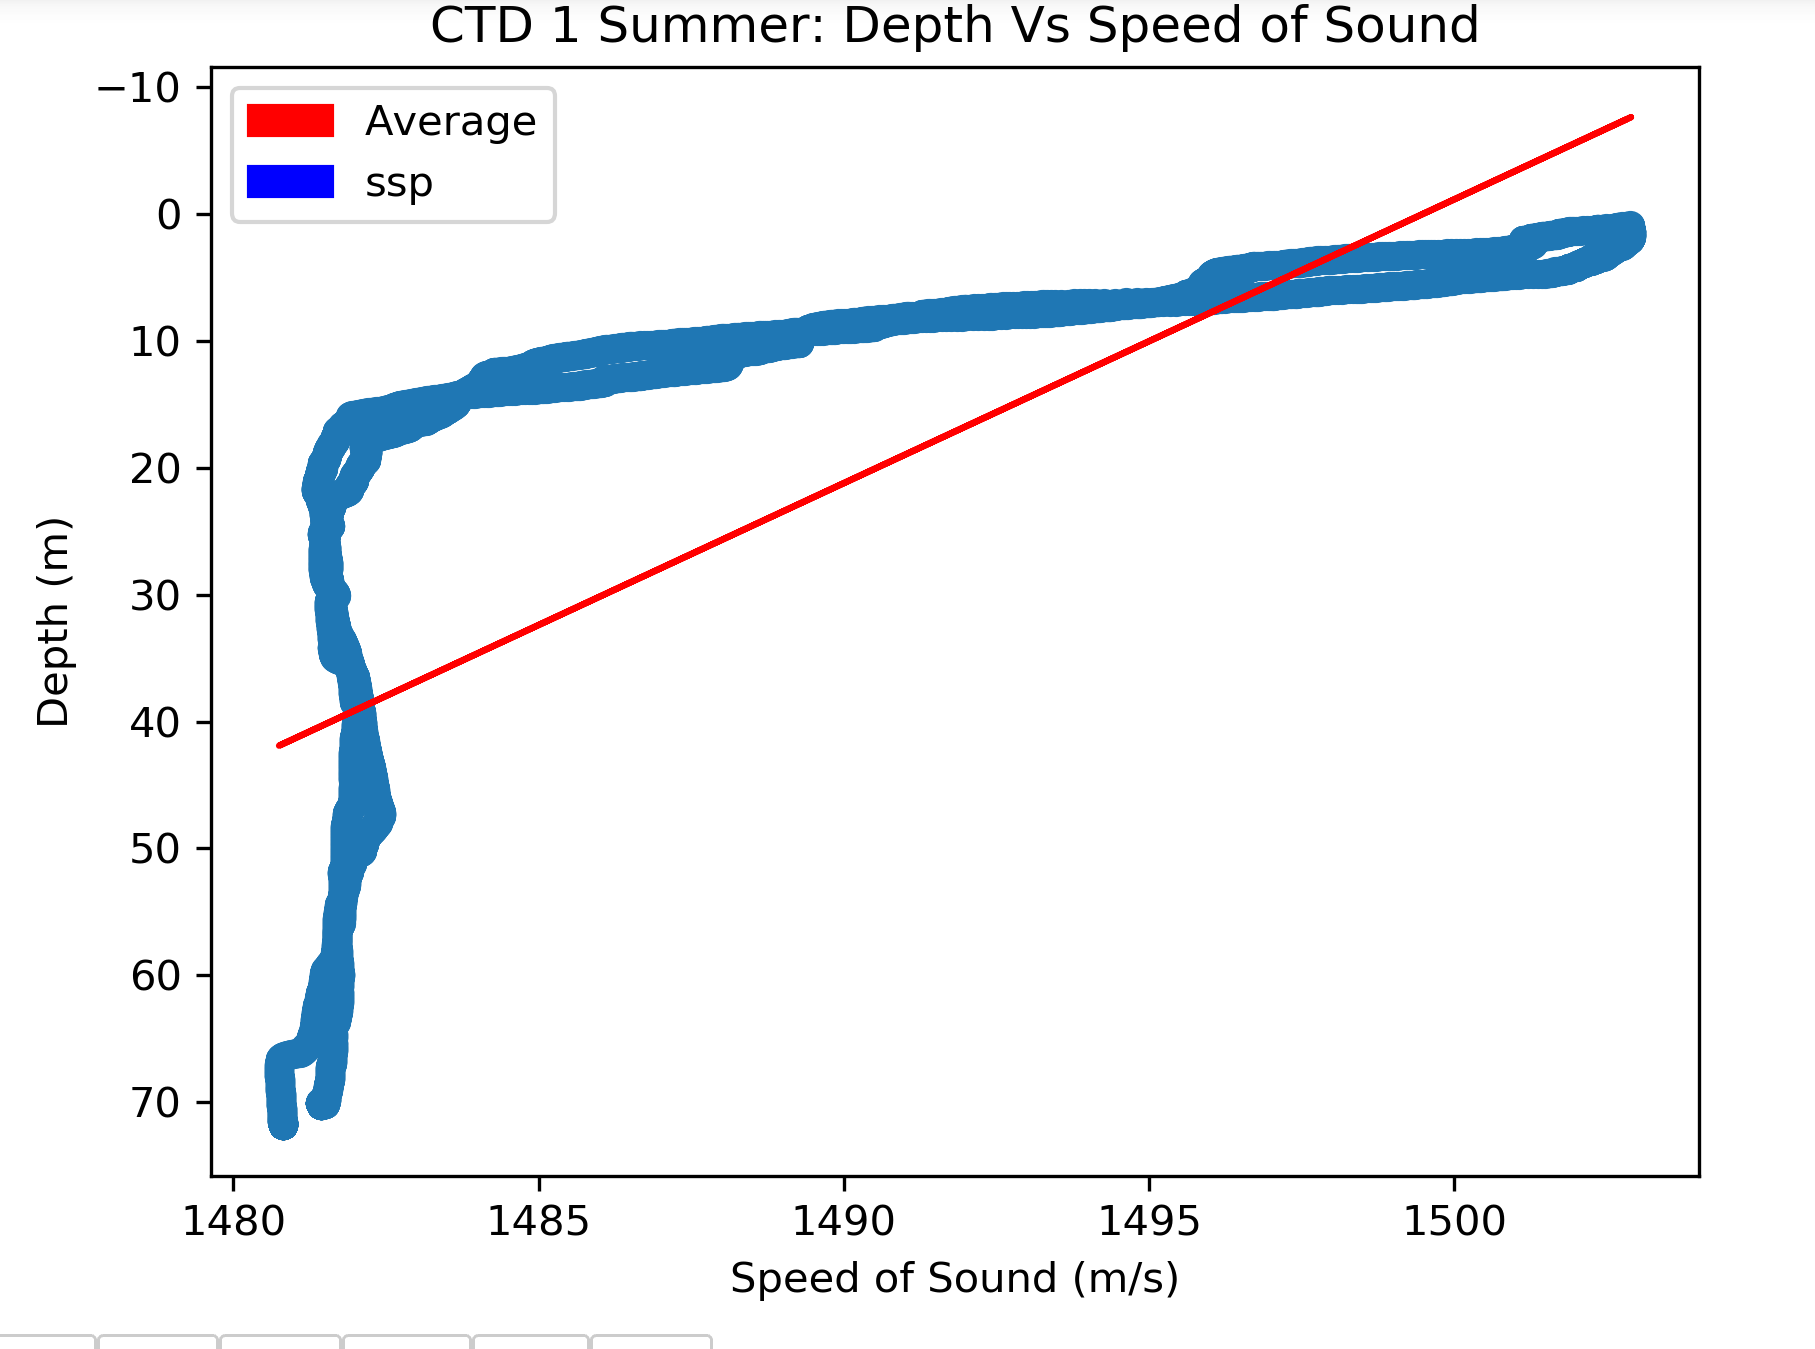 CTD 1 Summer: Depth Vs Speed of Sound
Average
ssp
−10
0
10
20
30
40
50
60
70
Depth (m)
1480 1485 1490 1495 1500
Speed of Sound (m/s)